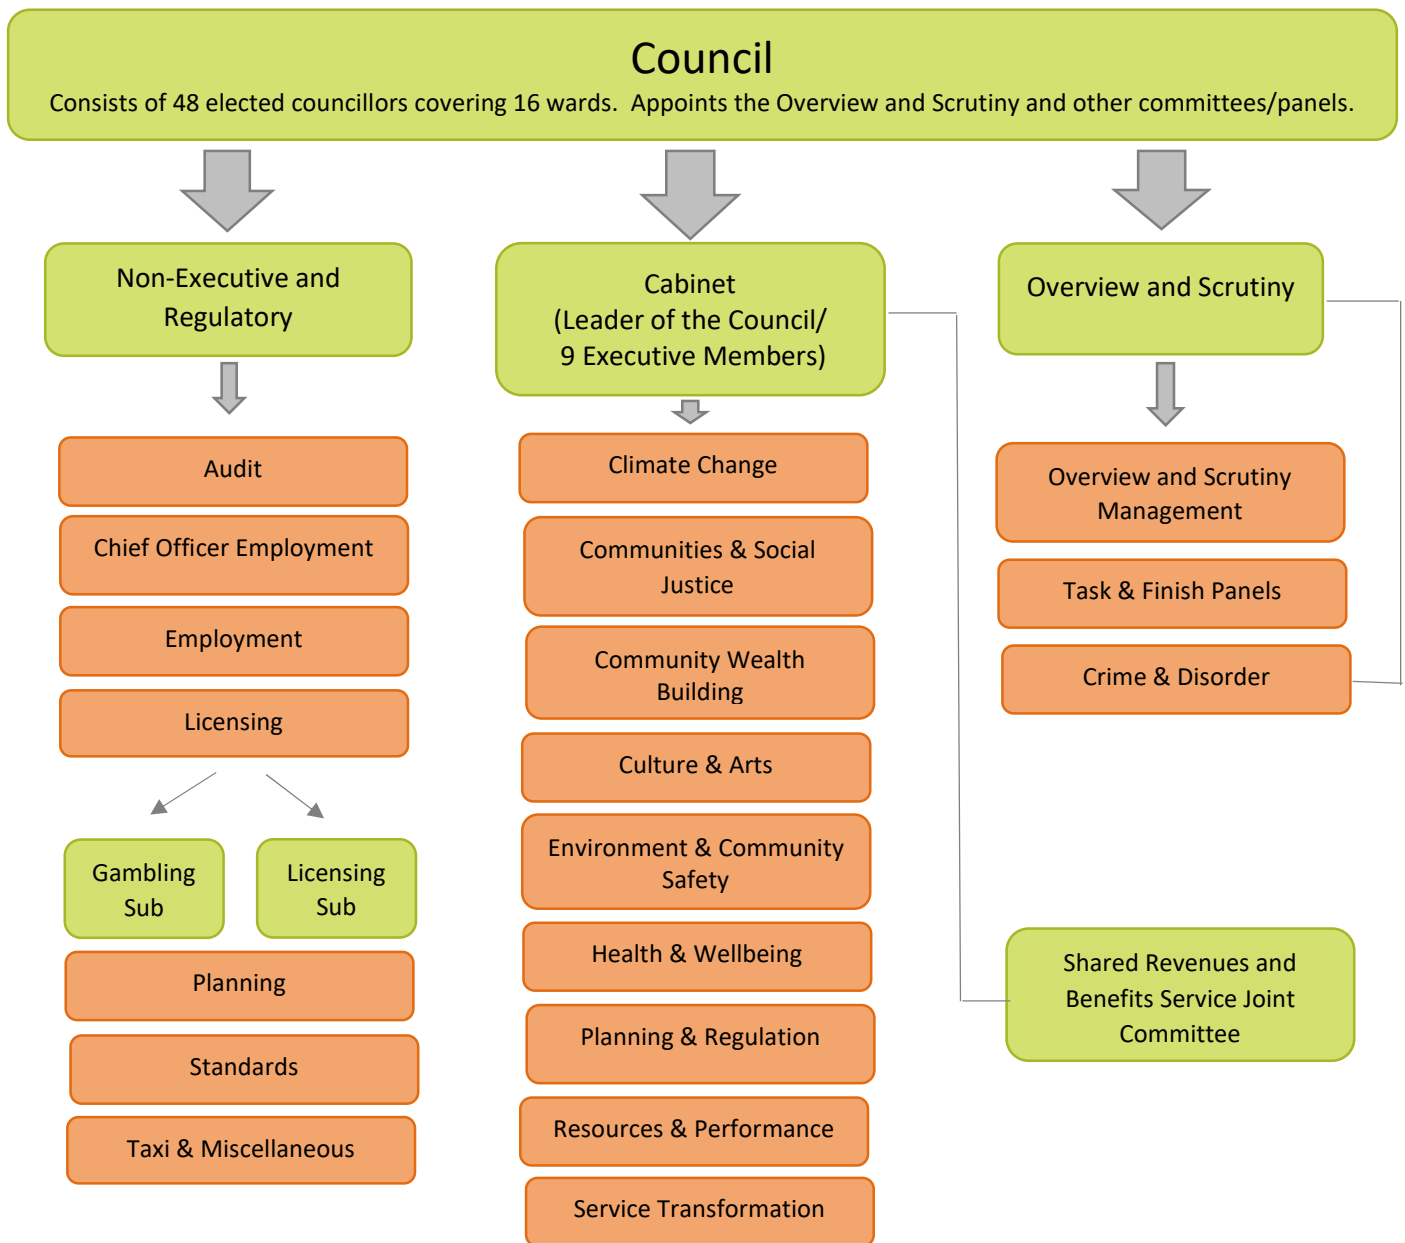 Council
Consists of 48 elected councillors covering 16 wards.  Appoints the Overview and Scrutiny and other committees/panels.
Non-Executive and
Regulatory
Audit
Chief Officer Employment
Employment
Licensing
Gambling
Sub
Licensing
Sub
Planning
Standards
Taxi & Miscellaneous
Cabinet
(Leader of the Council/
9 Executive Members)
Climate Change
Communities & Social
Justice
Community Wealth
Building
Culture & Arts
Environment & Community
Safety
Health & Wellbeing
Planning & Regulation
Resources & Performance
Service Transformation
Overview and Scrutiny
Overview and Scrutiny
Management
Task & Finish Panels
Crime & Disorder
Shared Revenues and
Benefits Service Joint
Committee